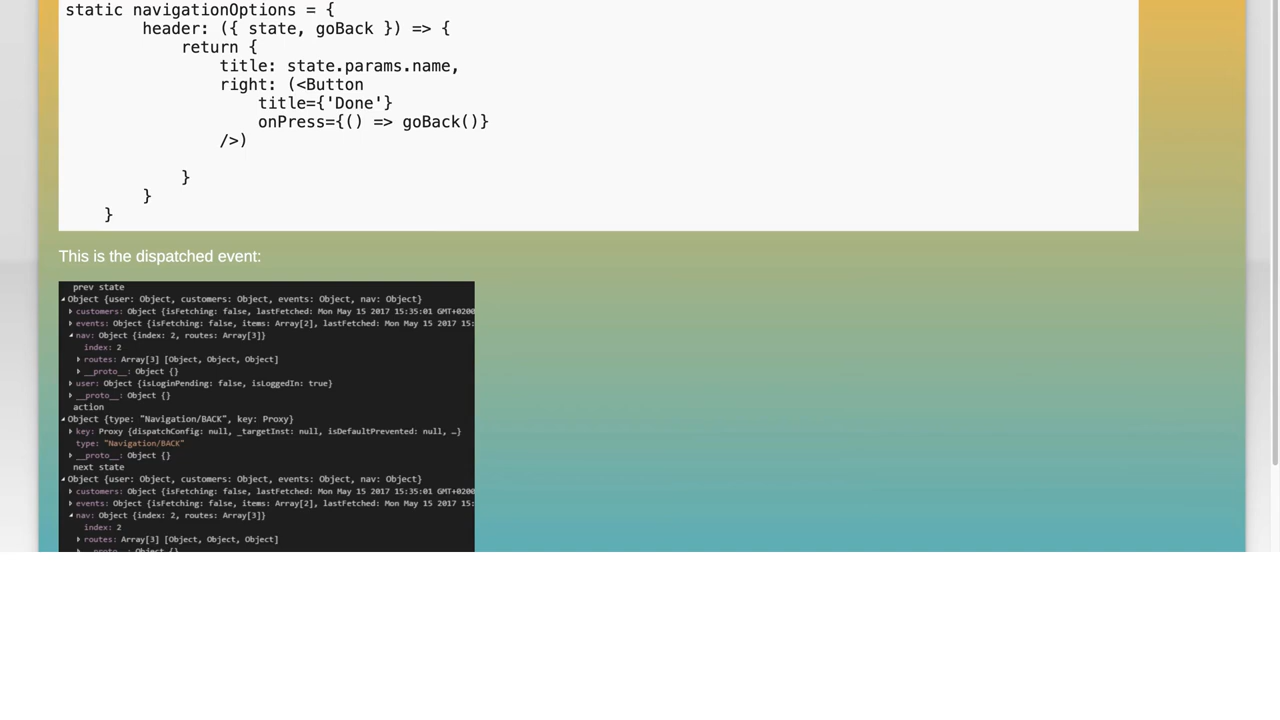 static navigationOptions = {
header: ({ state, goBack }) => {
return {
title: state.params.name,
right: (<Button
title={'Done'}
onPress={() => goBack()}
/>)
}
}
}
This is the dispatched event:
prev state
Object {user: Object, customers: Object, events: Object, nav: Object}
customers: Object {isFetching: false, lastFetched: Mon May 15 2017 15:35:01 GMT+0200
events: Object {isFetching: false, items: Array[2], lastFetched: Mon May 15 2017 15:
nav: Object {index: 2, routes: Array[3]}
index: 2
routes: Array[3] [Object, Object, Object]
__proto__: Object {}
user: Object {isLoginPending: false, isLoggedIn: true}
__proto__: Object {}
action
Object {type: "Navigation/BACK", key: Proxy}
key: Proxy {dispatchConfig: null, _targetInst: null, isDefaultPrevented: null, …}
type: "Navigation/BACK"
__proto__: Object {}
next state
Object {user: Object, customers: Object, events: Object, nav: Object}
customers: Object {isFetching: false, lastFetched: Mon May 15 2017 15:35:01 GMT+0200
events: Object {isFetching: false, items: Array[2], lastFetched: Mon May 15 2017 15:
nav: Object {index: 2, routes: Array[3]}
index: 2
routes: Array[3] [Object, Object, Object]
__proto__: Object {}